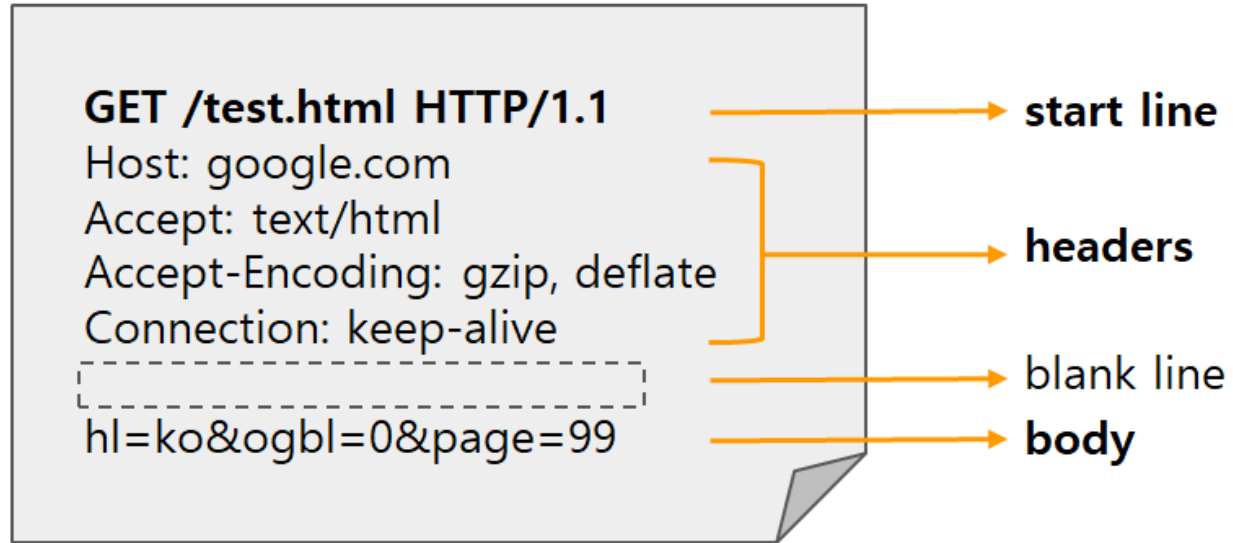 GET /test.html HTTP/1.1
start line
Host: google.com
Accept: text/html
Accept-Encoding: gzip, deflate
Connection: keep-alive
headers
blank line
hl=ko&ogbl=0&page=99
body